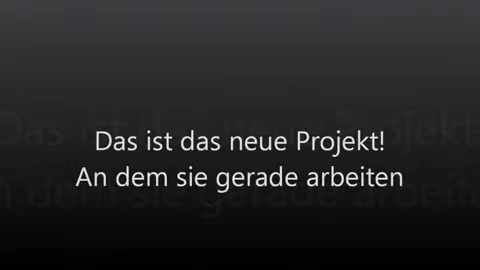 Das ist das neue Projekt!
An dem sie gerade arbeiten